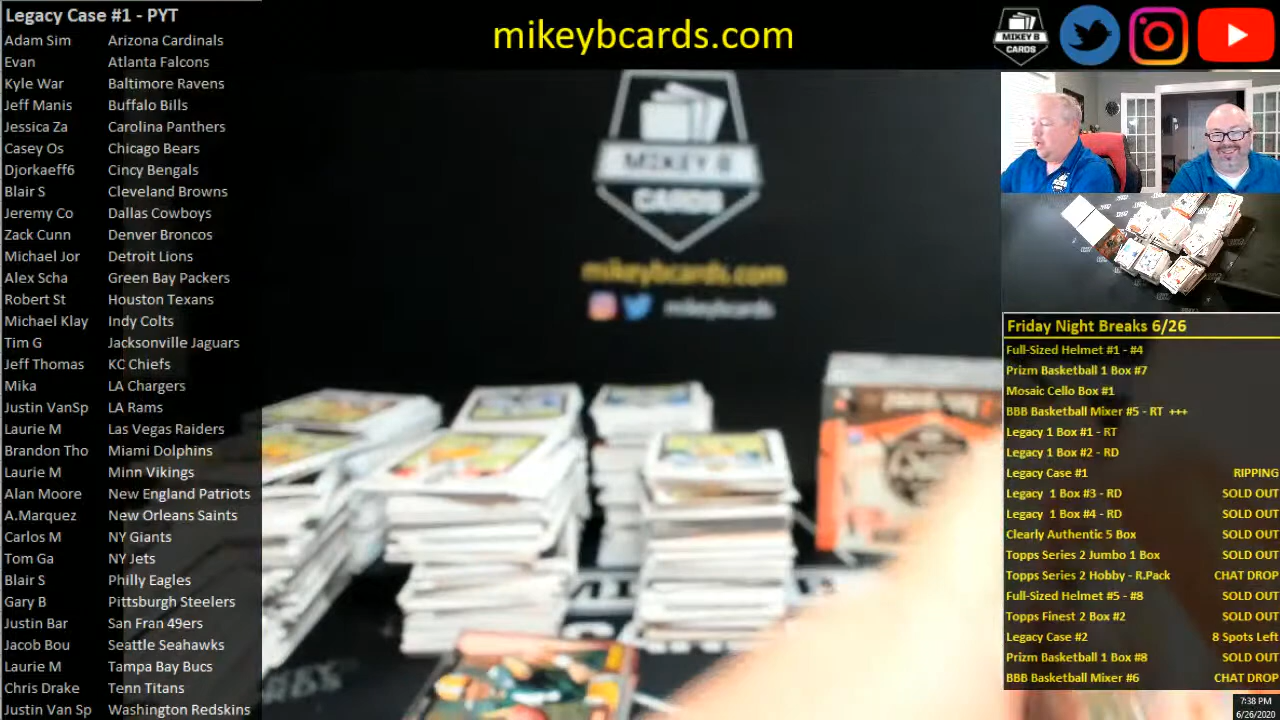 Legacy Case #1 - PYT
Adam Sim Arizona Cardinals
Evan Atlanta Falcons
Kyle War Baltimore Ravens
Jeff Manis Buffalo Bills
Jessica Za Carolina Panthers
Casey Os Chicago Bears
Djorkaeff6 Cincy Bengals
Blair S Cleveland Browns
Jeremy Co Dallas Cowboys
Zack Cunn Denver Broncos
Michael Jor Detroit Lions
Alex Scha Green Bay Packers
Robert St Houston Texans
Michael Klay Indy Colts
Tim G Jacksonville Jaguars
Jeff Thomas KC Chiefs
Mika LA Chargers
Justin VanSp LA Rams
Laurie M Las Vegas Raiders
Brandon Tho Miami Dolphins
Laurie M Minn Vikings
Alan Moore New England Patriots
A.Marquez New Orleans Saints
Carlos M NY Giants
Tom Ga NY Jets
Blair S Philly Eagles
Gary B Pittsburgh Steelers
Justin Bar San Fran 49ers
Jacob Bou Seattle Seahawks
Laurie M Tampa Bay Bucs
Chris Drake Tenn Titans
Justin Van Sp Washington Redskins
mikeybcards.com
MIKEY B
CARDS
MIKEY B
CARDS
mikeybcards.com
mikeybcards
Friday Night Breaks 6/26
Full-Sized Helmet #1 - #4
Prizm Basketball 1 Box #7
Mosaic Cello Box #1
BBB Basketball Mixer #5 - RT +++
Legacy 1 Box #1 - RT
Legacy 1 Box #2 - RD
Legacy Case #1 RIPPING
Legacy 1 Box #3 - RD SOLD OUT
Legacy 1 Box #4 - RD SOLD OUT
Clearly Authentic 5 Box SOLD OUT
Topps Series 2 Jumbo 1 Box SOLD OUT
Topps Series 2 Hobby - R.Pack CHAT DROP
Full-Sized Helmet #5 - #8 SOLD OUT
Topps Finest 2 Box #2 SOLD OUT
Legacy Case #2 8 Spots Left
Prizm Basketball 1 Box #8 SOLD OUT
BBB Basketball Mixer #6 CHAT DROP
7:38 PM
6/26/2020